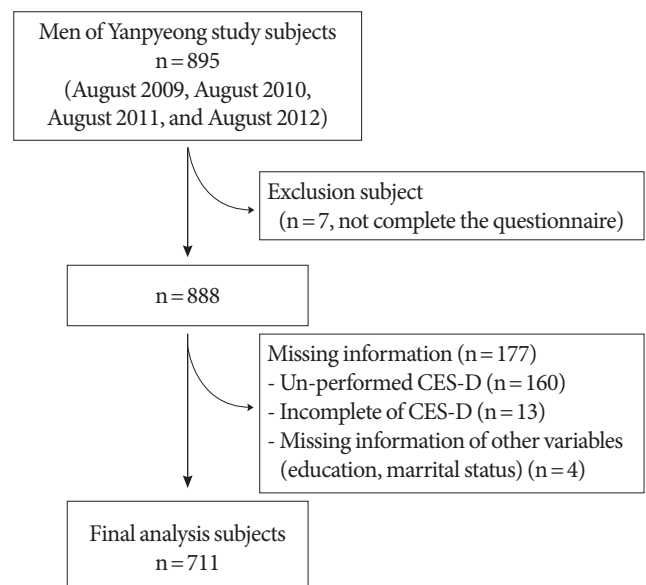 Men of Yanpyeong study subjects
n=895
(August 2009, August 2010,
August 2011, and August 2012)
Exclusion subject
(n=7, not complete the questionnaire)
n=888
Missing information (n=177)
- Un-performed CES-D (n=160)
- Incomplete of CES-D (n=13)
- Missing information of other variables
(education, marrital status) (n=4)
Final analysis subjects
n=711